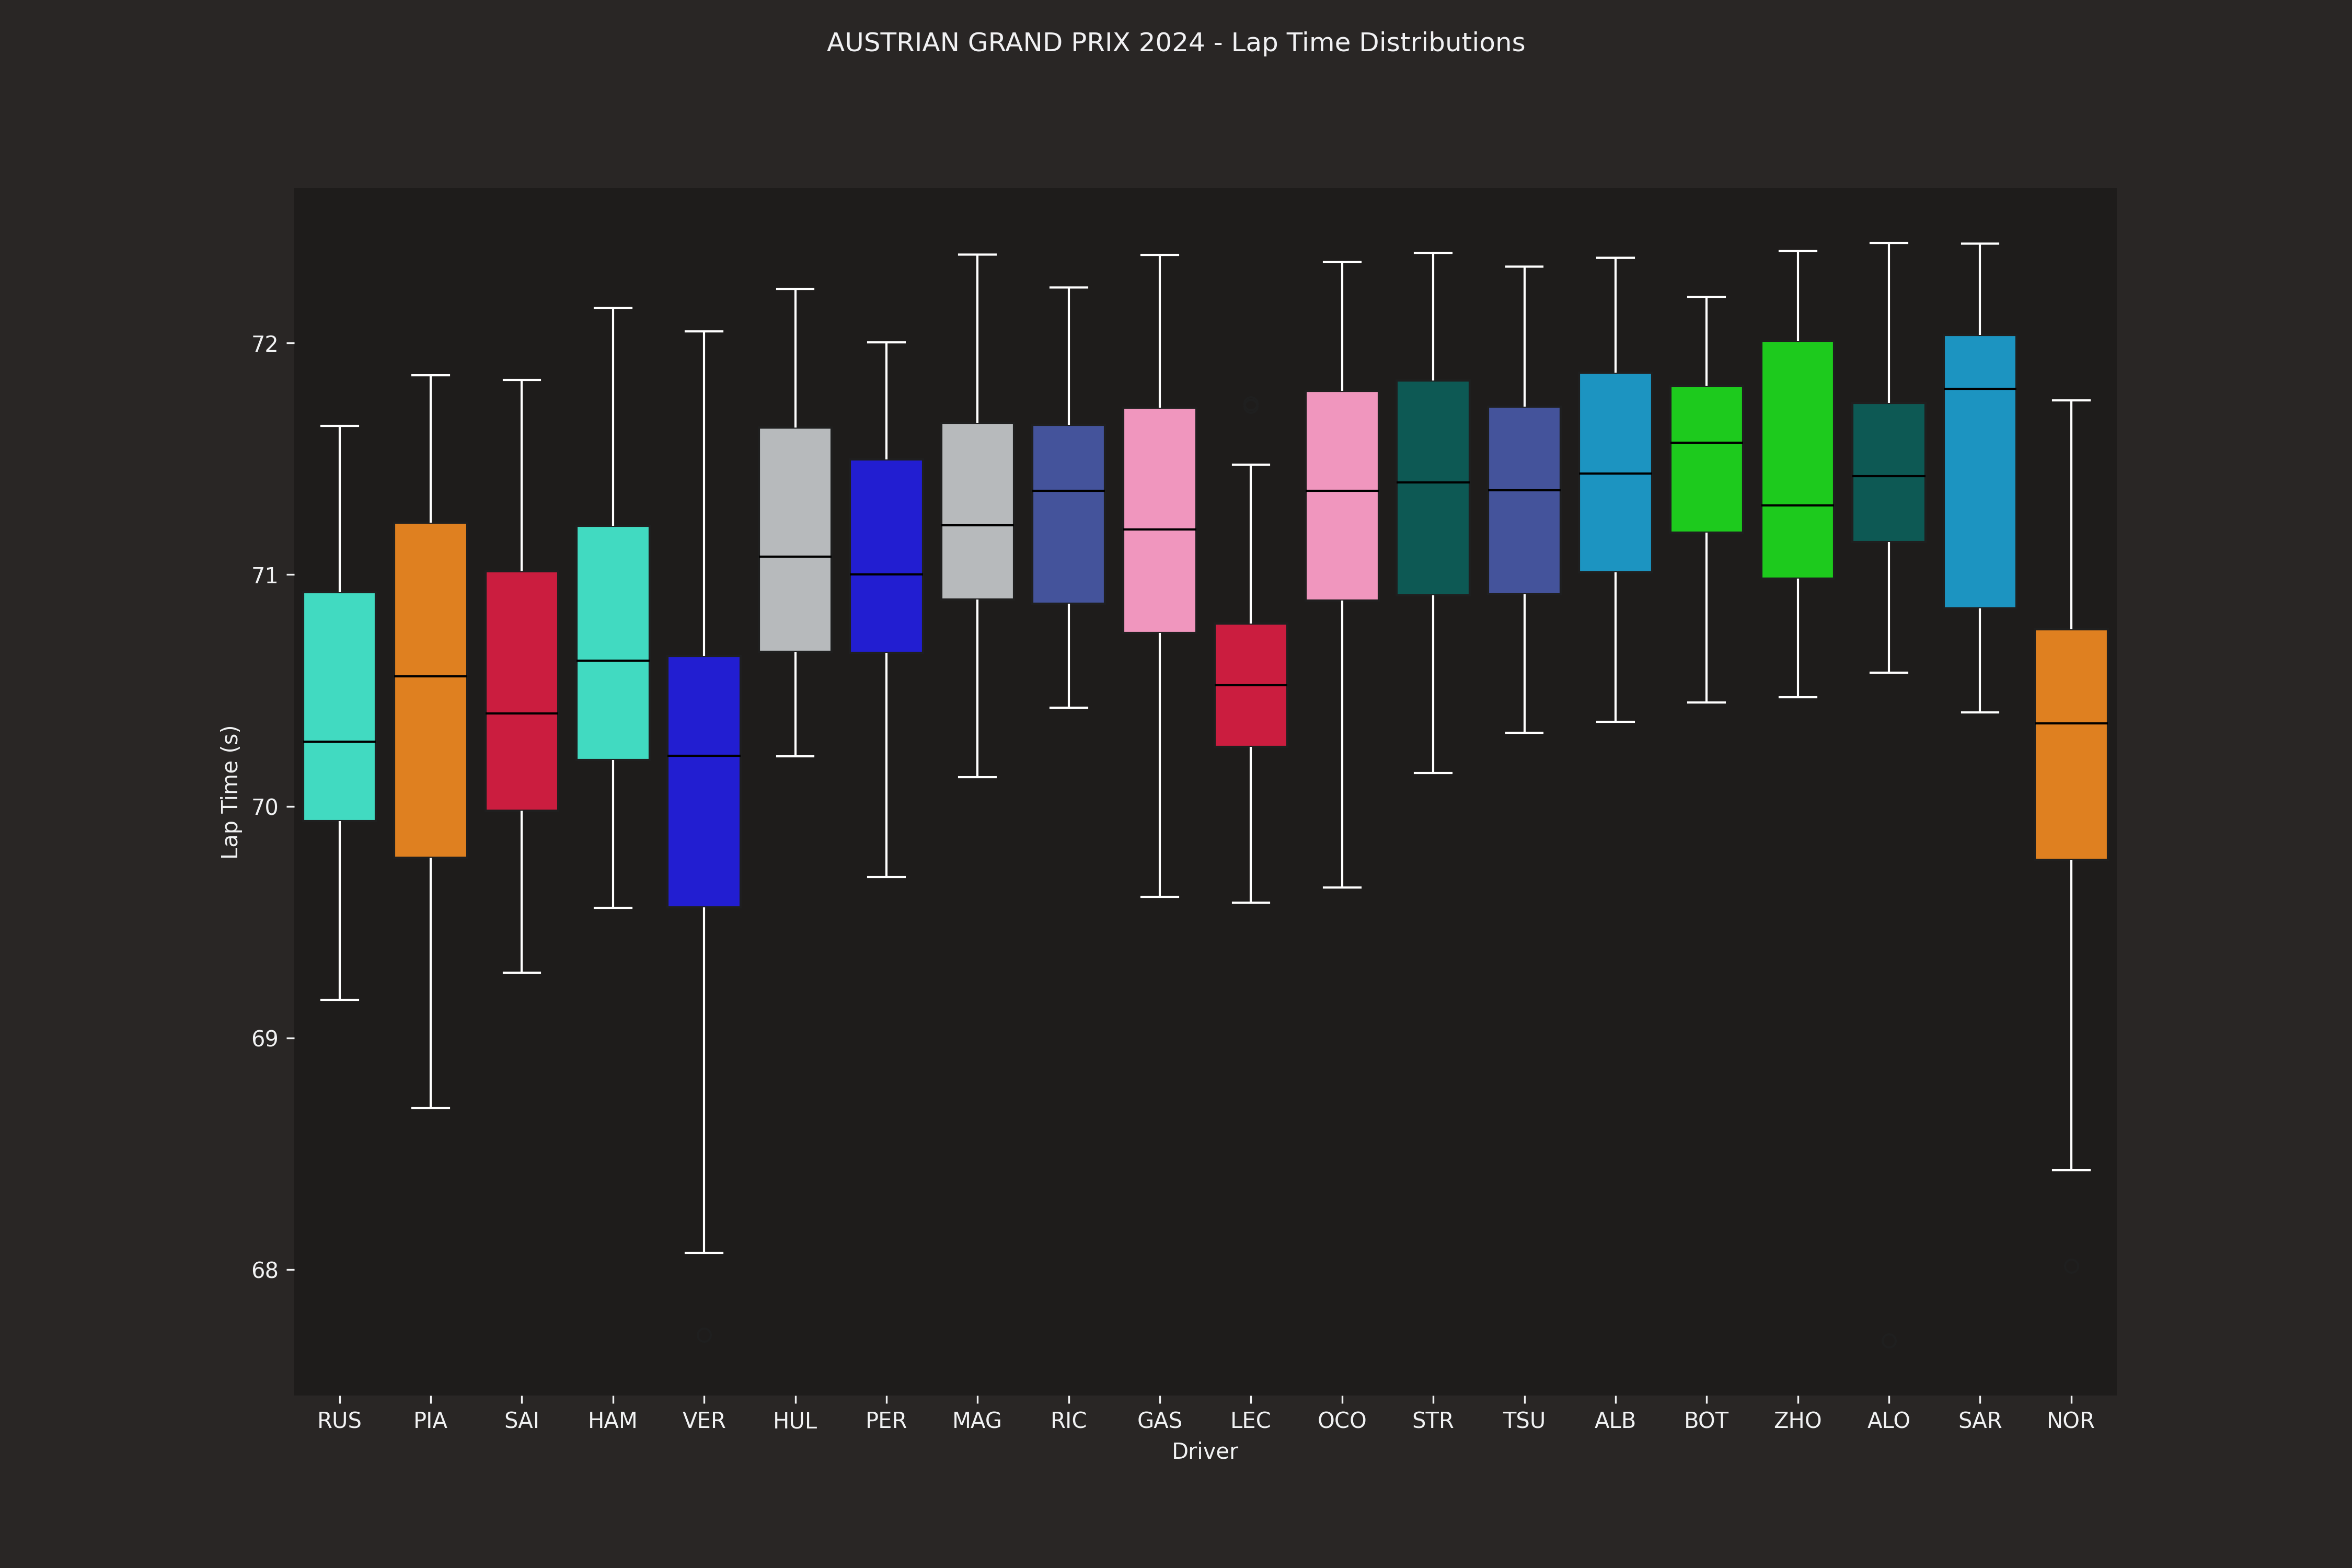 AUSTRIAN GRAND PRIX 2024 - Lap Time Distributions
72
71
70
69
68
Lap Time (s)
RUS PIA SAI HAM VER HUL PER MAG RIC GAS LEC OCO STR TSU ALB BOT ZHO ALO SAR NOR
Driver